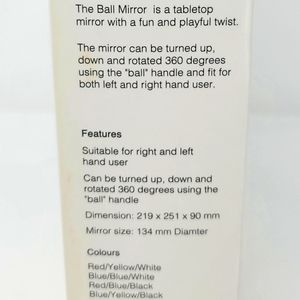 The Ball Mirror is a tabletop
mirror with a fun and playful twist.
The mirror can be turned up,
down and rotated 360 degrees
using the "ball" handle and fit for
both left and right hand user.
Features
Suitable for right and left
hand user
Can be turned up, down and
rotated 360 degrees using the
"ball" handle
Dimension: 219 x 251 x 90 mm
Mirror size: 134 mm Diamter
Colours
Red/Yellow/White
Blue/Blue/White
Red/Blue/Black
Blue/Yellow/Black